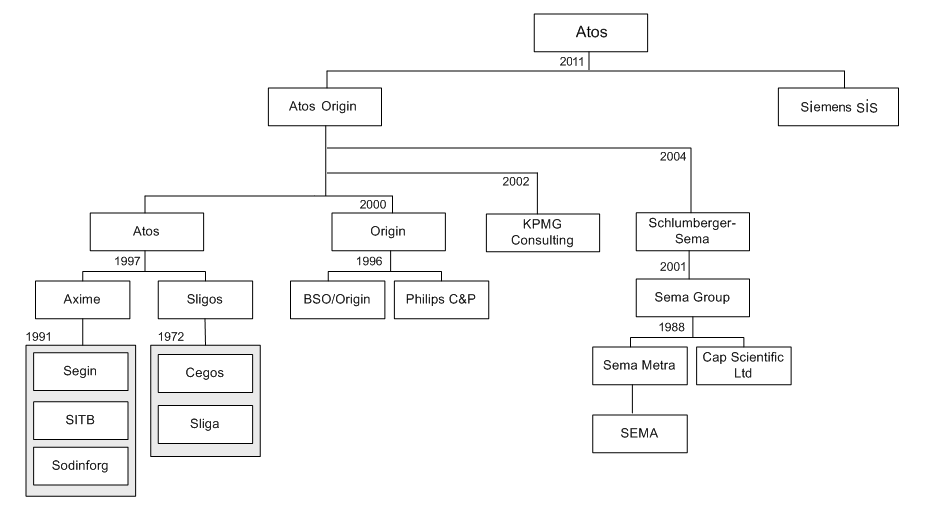 Atos
2011
Atos Origin
Siemens SİS
2004
2002
2000
Atos
Origin
KPMG
Consulting
Schlumberger-
Sema
1997
1996
2001
Axime
Sligos
BSO/Origin
Philips C&P
Sema Group
1988
1991
1972
Segin
Cegos
Sema Metra
Cap Scientific
Ltd
SITB
Sliga
SEMA
Sodinforg